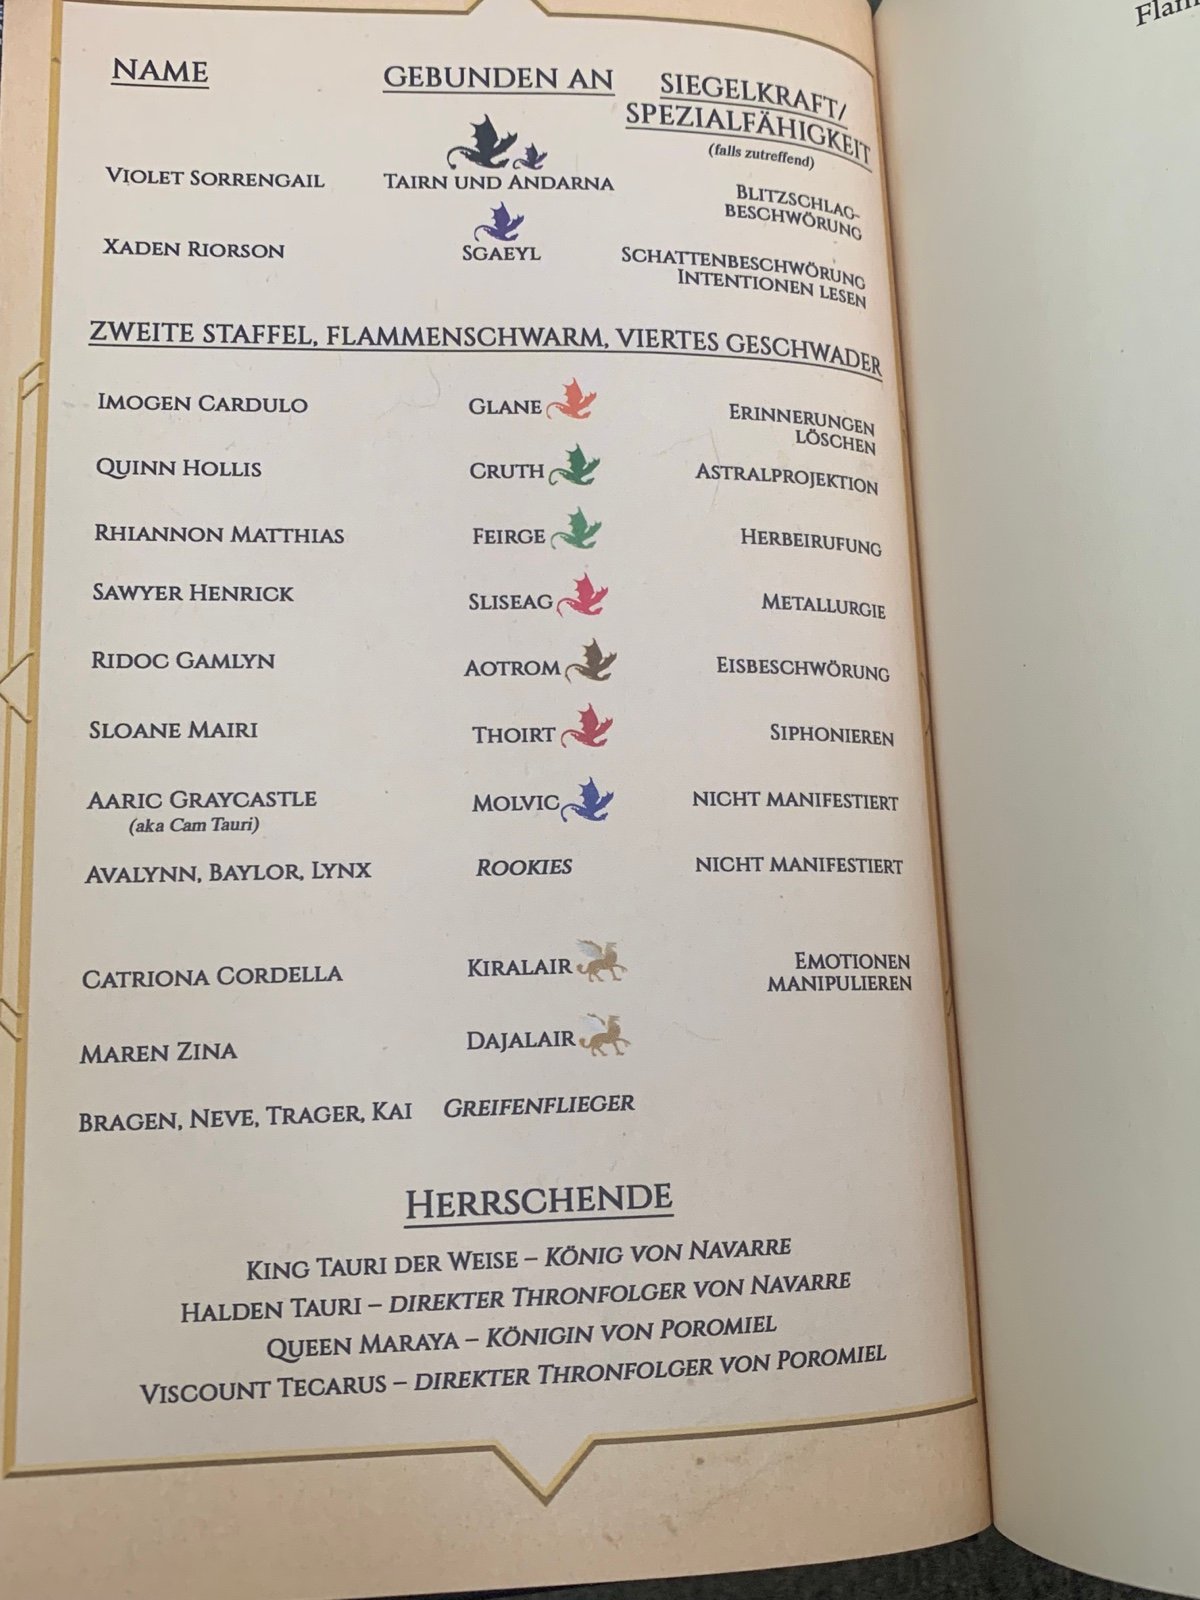 Flam
NAME GEBUNDEN AN SIEGELKRAFT/
SPEZIALFÄHIGKEIT
(falls zutreffend)
VIOLET SORRENGAIL TAIRN UND ANDARNA BLITZSCHLAG-
BESCHWÖRUNG
XADEN RIORSON SGAEYL SCHATTENBESCHWÖRUNG
INTENTIONEN LESEN
ZWEITE STAFFEL, FLAMMENSCHWARM, VIERTES GESCHWADER
IMOGEN CARDULO GLANE ERINNERUNGEN
LÖSCHEN
QUINN HOLLIS CRUTH ASTRALPROJEKTION
RHIANNON MATTHIAS FEIRGE HERBEIRUFUNG
SAWYER HENRICK SLISEAG METALLURGIE
RIDOC GAMLYN AOTROM EISBESCHWÖRUNG
SLOANE MAIRI THOIRT SIPHONIEREN
AARIC GRAYCASTLE MOLVIC NICHT MANIFESTIERT
(aka Cam Tauri)
AVALYNN, BAYLOR, LYNX ROOKIES NICHT MANIFESTIERT
CATRIONA CORDELLA KIRALAIR EMOTIONEN
MANIPULIEREN
MAREN ZINA DAJALAIR
BRAGEN, NEVE, TRAGER, KAI GREIFENFLIEGER
HERRSCHENDE
KING TAURI DER WEISE – KÖNIG VON NAVARRE
HALDEN TAURI – DIREKTER THRONFOLGER VON NAVARRE
QUEEN MARAYA – KÖNIGIN VON POROMIEL
VISCOUNT TECARUS – DIREKTER THRONFOLGER VON POROMIEL